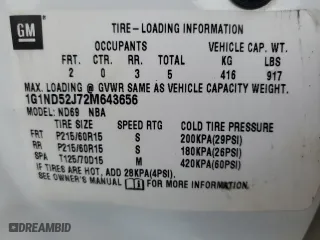 GM
TIRE-LOADING INFORMATION
OCCUPANTS VEHICLE CAP. WT.
FRT CTR RR TOTAL KG LBS
2 0 3 5 416 917
MAX. LOADING @ GVWR SAME AS VEHICLE CAPACITY WEIGHT.
1G1ND52J72M643656
MODEL: ND69 NBA
TIRE SIZE SPEED RTG COLD TIRE PRESSURE
FRT P215/60R15 S 200KPA(29PSI)
RR P215/60R15 S 180KPA(26PSI)
SPA T125/70D15 M 420KPA(60PSI)
IF TIRES ARE HOT, ADD 28KPA(4PSI).
SEE OWNER'S MANUAL FOR